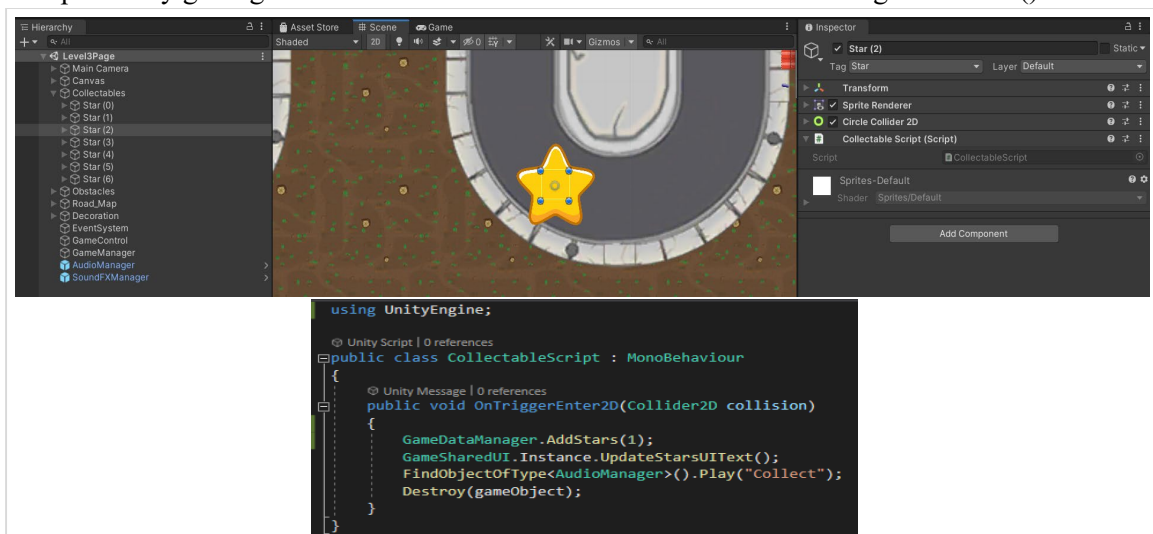 Hierarchy
Asset Store
Scene
Game
Inspector
All
Shaded
2D
0
Gizmos
All
Star (2)
Static
Tag Star
Layer Default
Level3Page
Main Camera
Canvas
Collectables
Star (0)
Star (1)
Star (2)
Star (3)
Star (4)
Star (5)
Star (6)
Obstacles
Road_Map
Decoration
EventSystem
GameControl
GameManager
AudioManager
SoundFXManager
Transform
Sprite Renderer
Circle Collider 2D
Collectable Script (Script)
Script
CollectableScript
Sprites-Default
Shader Sprites/Default
Add Component
using UnityEngine;
Unity Script | 0 references
public class CollectableScript : MonoBehaviour
{
Unity Message | 0 references
public void OnTriggerEnter2D(Collider2D collision)
{
GameDataManager.AddStars(1);
GameSharedUI.Instance.UpdateStarsUIText();
FindObjectOfType<AudioManager>().Play("Collect");
Destroy(gameObject);
}
}